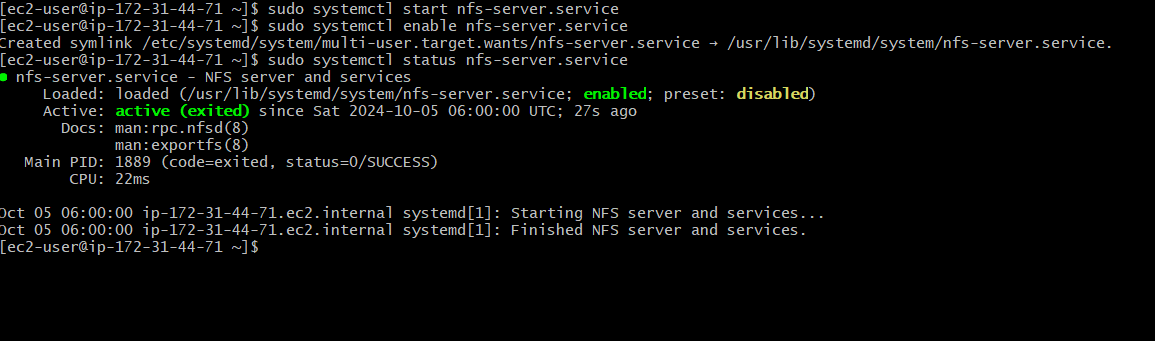 [ec2-user@ip-172-31-44-71 ~]$ sudo systemctl start nfs-server.service
[ec2-user@ip-172-31-44-71 ~]$ sudo systemctl enable nfs-server.service
Created symlink /etc/systemd/system/multi-user.target.wants/nfs-server.service → /usr/lib/systemd/system/nfs-server.service.
[ec2-user@ip-172-31-44-71 ~]$ sudo systemctl status nfs-server.service
● nfs-server.service - NFS server and services
     Loaded: loaded (/usr/lib/systemd/system/nfs-server.service; enabled; preset: disabled)
     Active: active (exited) since Sat 2024-10-05 06:00:00 UTC; 27s ago
       Docs: man:rpc.nfsd(8)
             man:exportfs(8)
   Main PID: 1889 (code=exited, status=0/SUCCESS)
        CPU: 22ms

Oct 05 06:00:00 ip-172-31-44-71.ec2.internal systemd[1]: Starting NFS server and services...
Oct 05 06:00:00 ip-172-31-44-71.ec2.internal systemd[1]: Finished NFS server and services.
[ec2-user@ip-172-31-44-71 ~]$